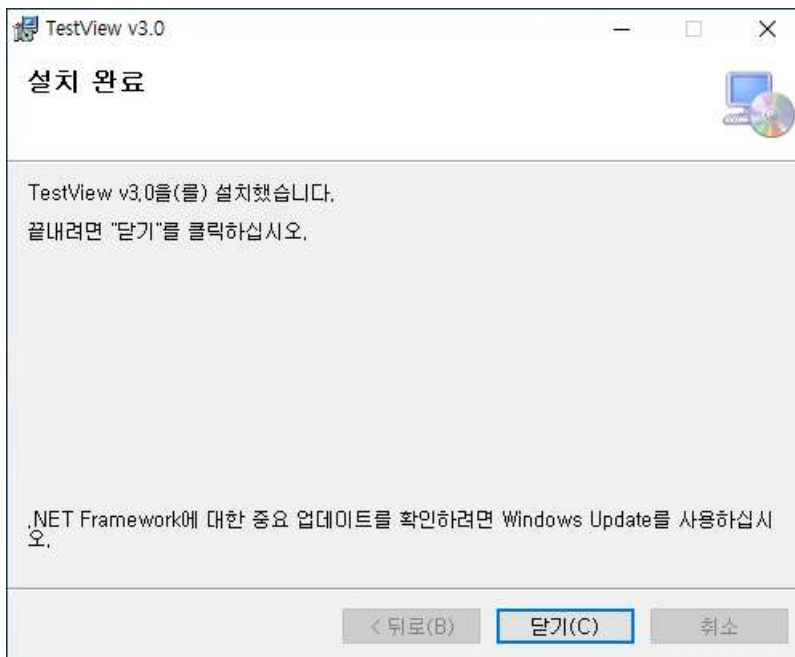 TestView v3.0
설치 완료
TestView v3.0을(를) 설치했습니다.
끝내려면 "닫기"를 클릭하십시오.
.NET Framework에 대한 중요 업데이트를 확인하려면 Windows Update를 사용하십시
오.
< 뒤로(B)
닫기(C)
취소